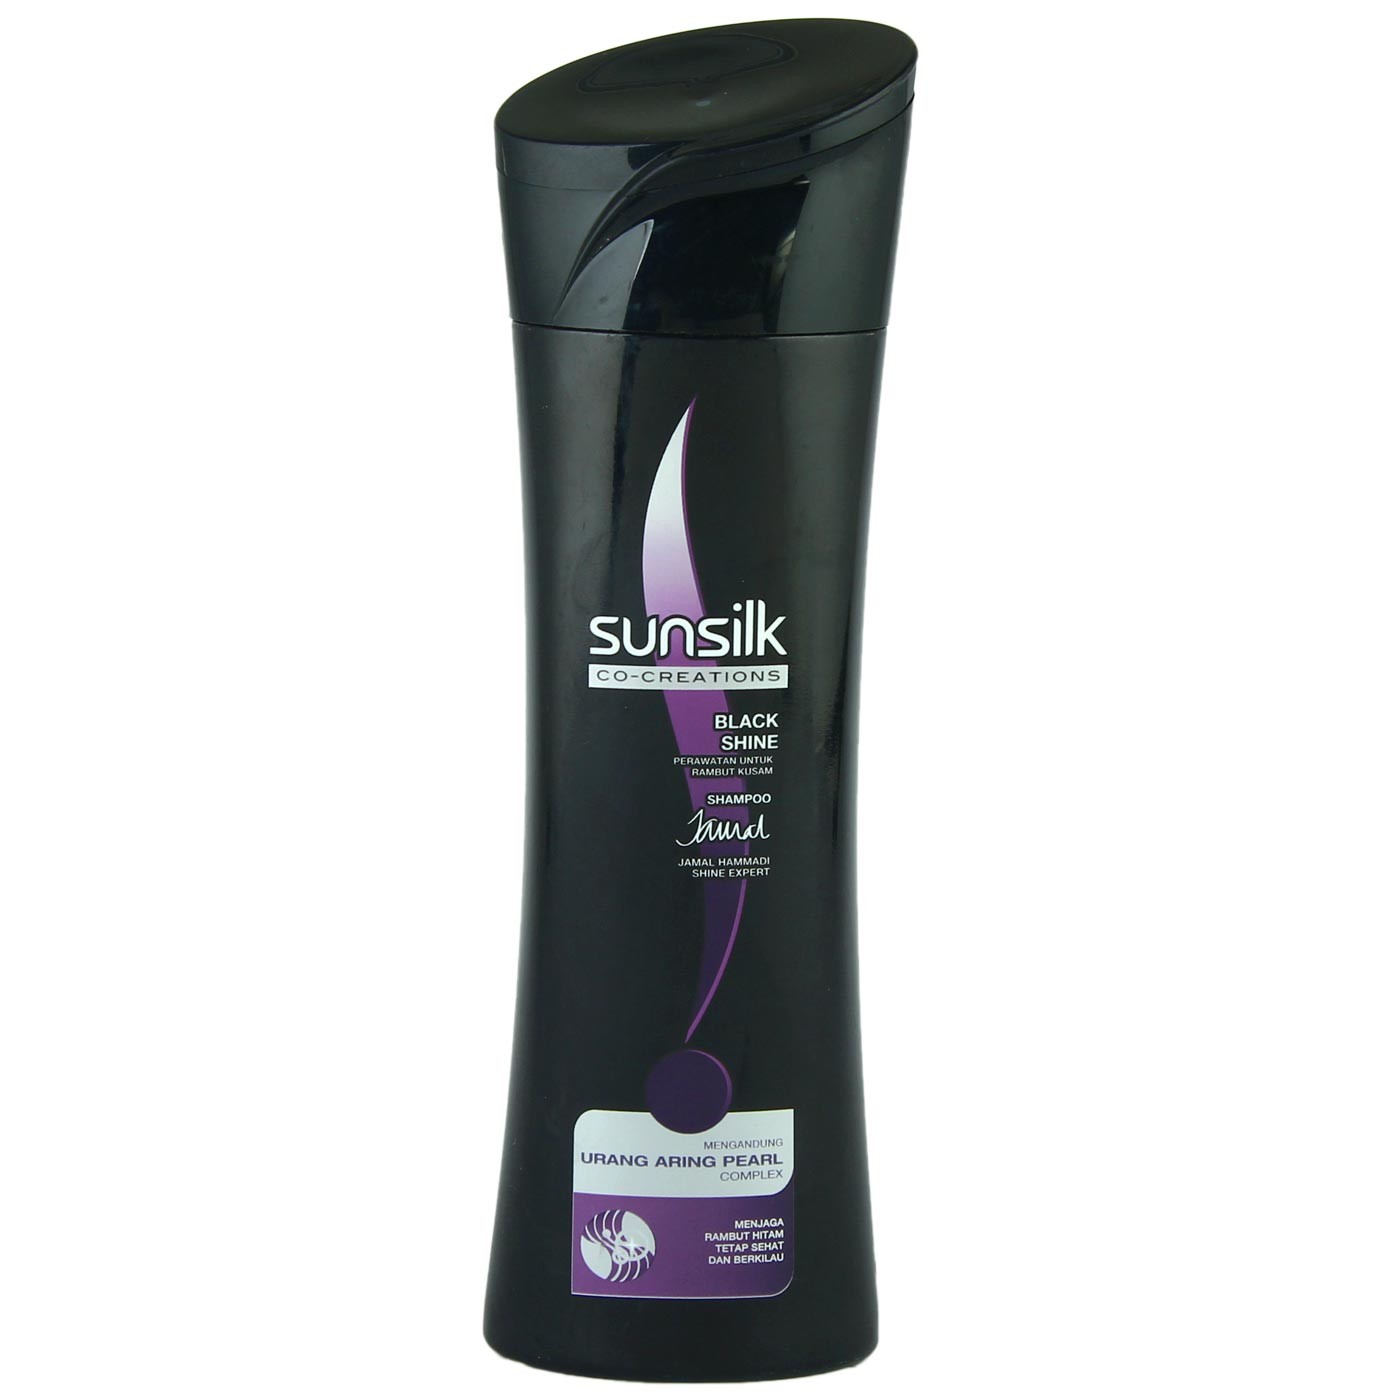 sunsilk
CO-CREATIONS
BLACK
SHINE
PERAWATAN UNTUK
RAMBUT KUSAM
SHAMPOO
Jamal
JAMAL HAMMADI
SHINE EXPERT
MENGANDUNG
URANG ARING PEARL
COMPLEX
MENJAGA
RAMBUT HITAM
TETAP SEHAT
DAN BERKILAU